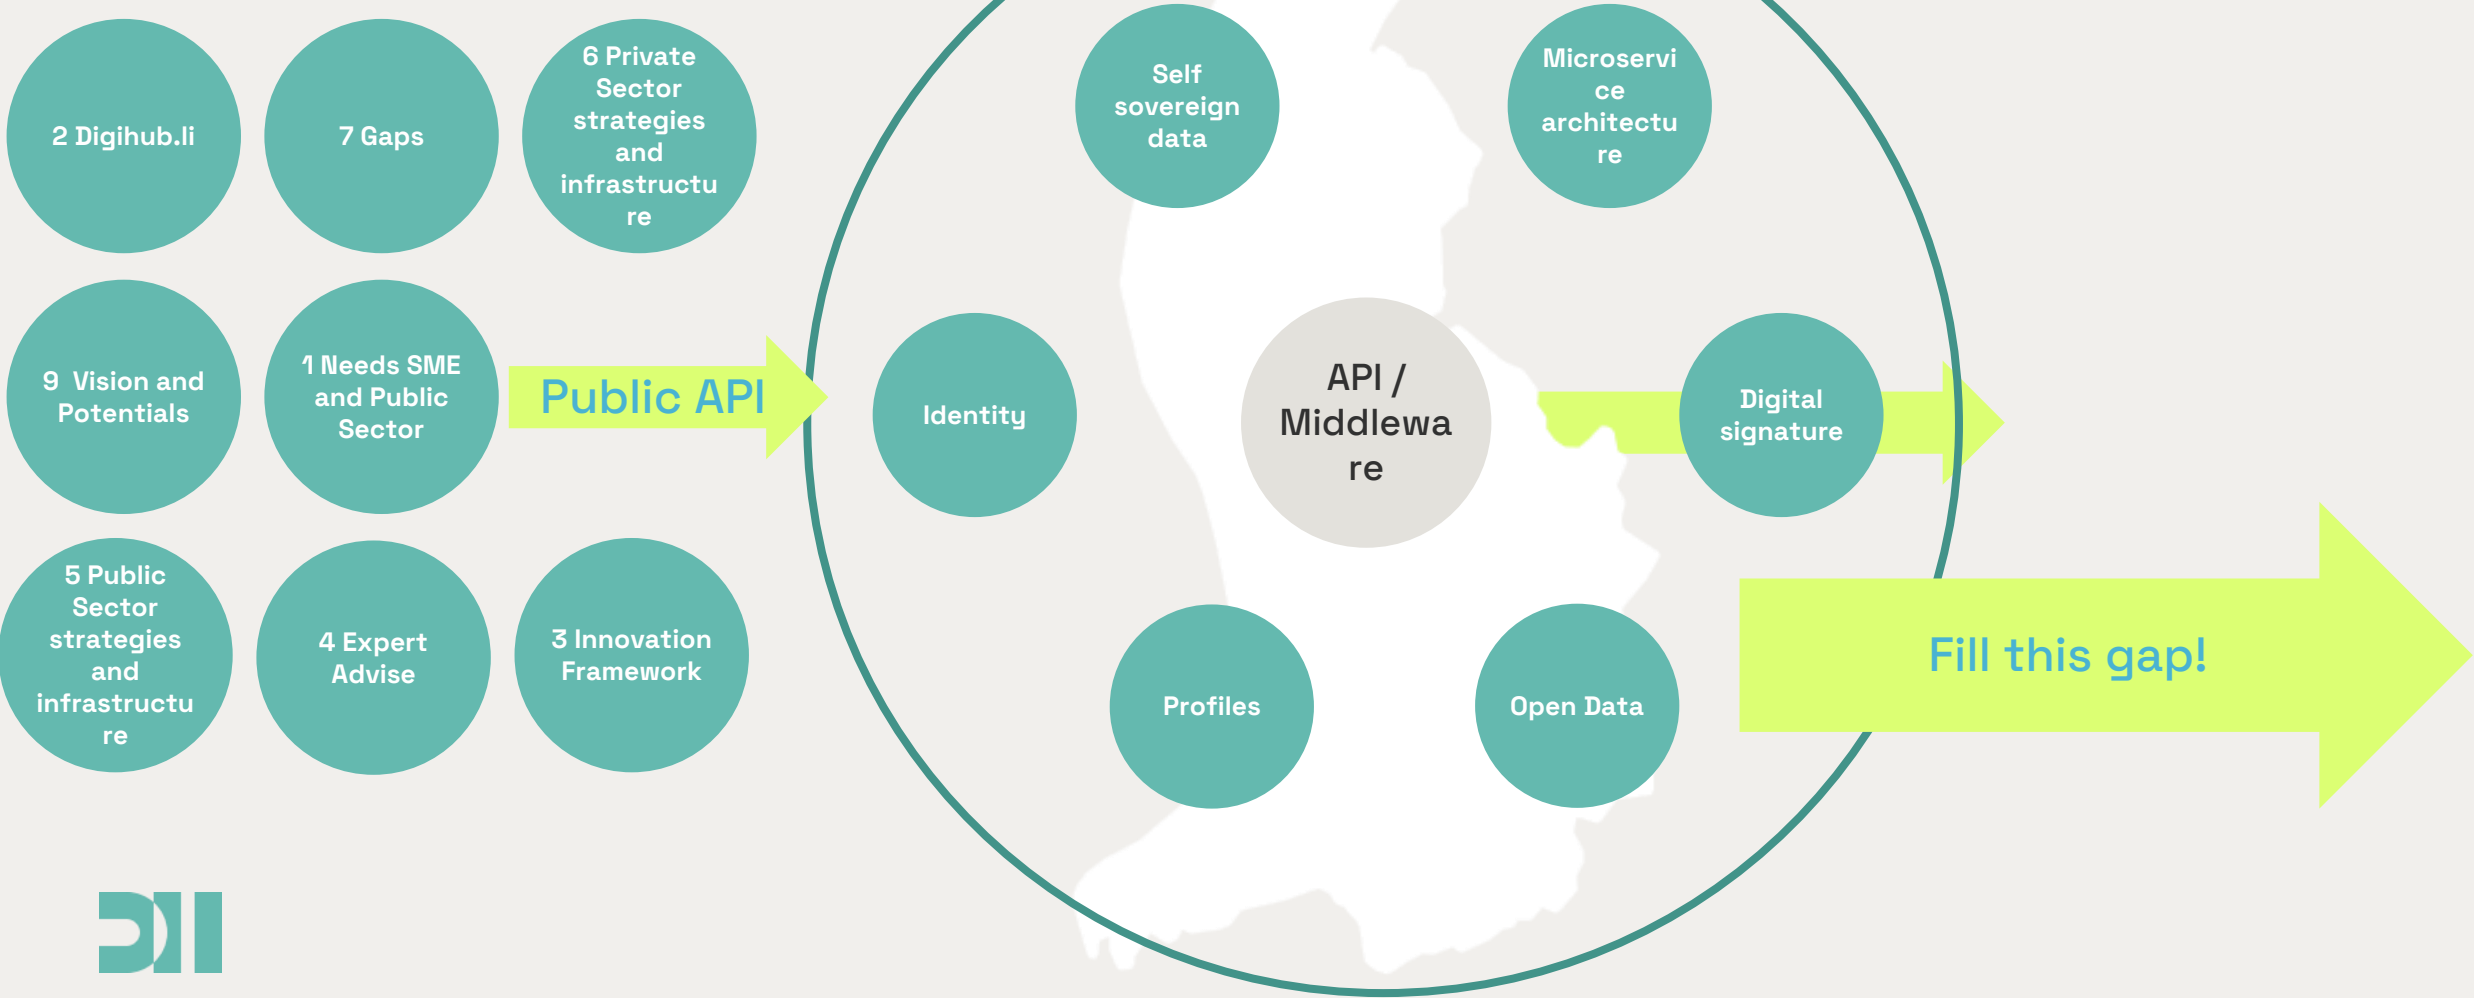 2 Digihub.li
7 Gaps
6 Private
Sector
strategies
and
infrastructu
re
9  Vision and
Potentials
1 Needs SME
and Public
Sector
5 Public
Sector
strategies
and
infrastructu
re
4 Expert
Advise
3 Innovation
Framework
Public API
Self
sovereign
data
Microservi
ce
architectu
re
Identity
API /
Middlewa
re
Digital
signature
Profiles
Open Data
Fill this gap!